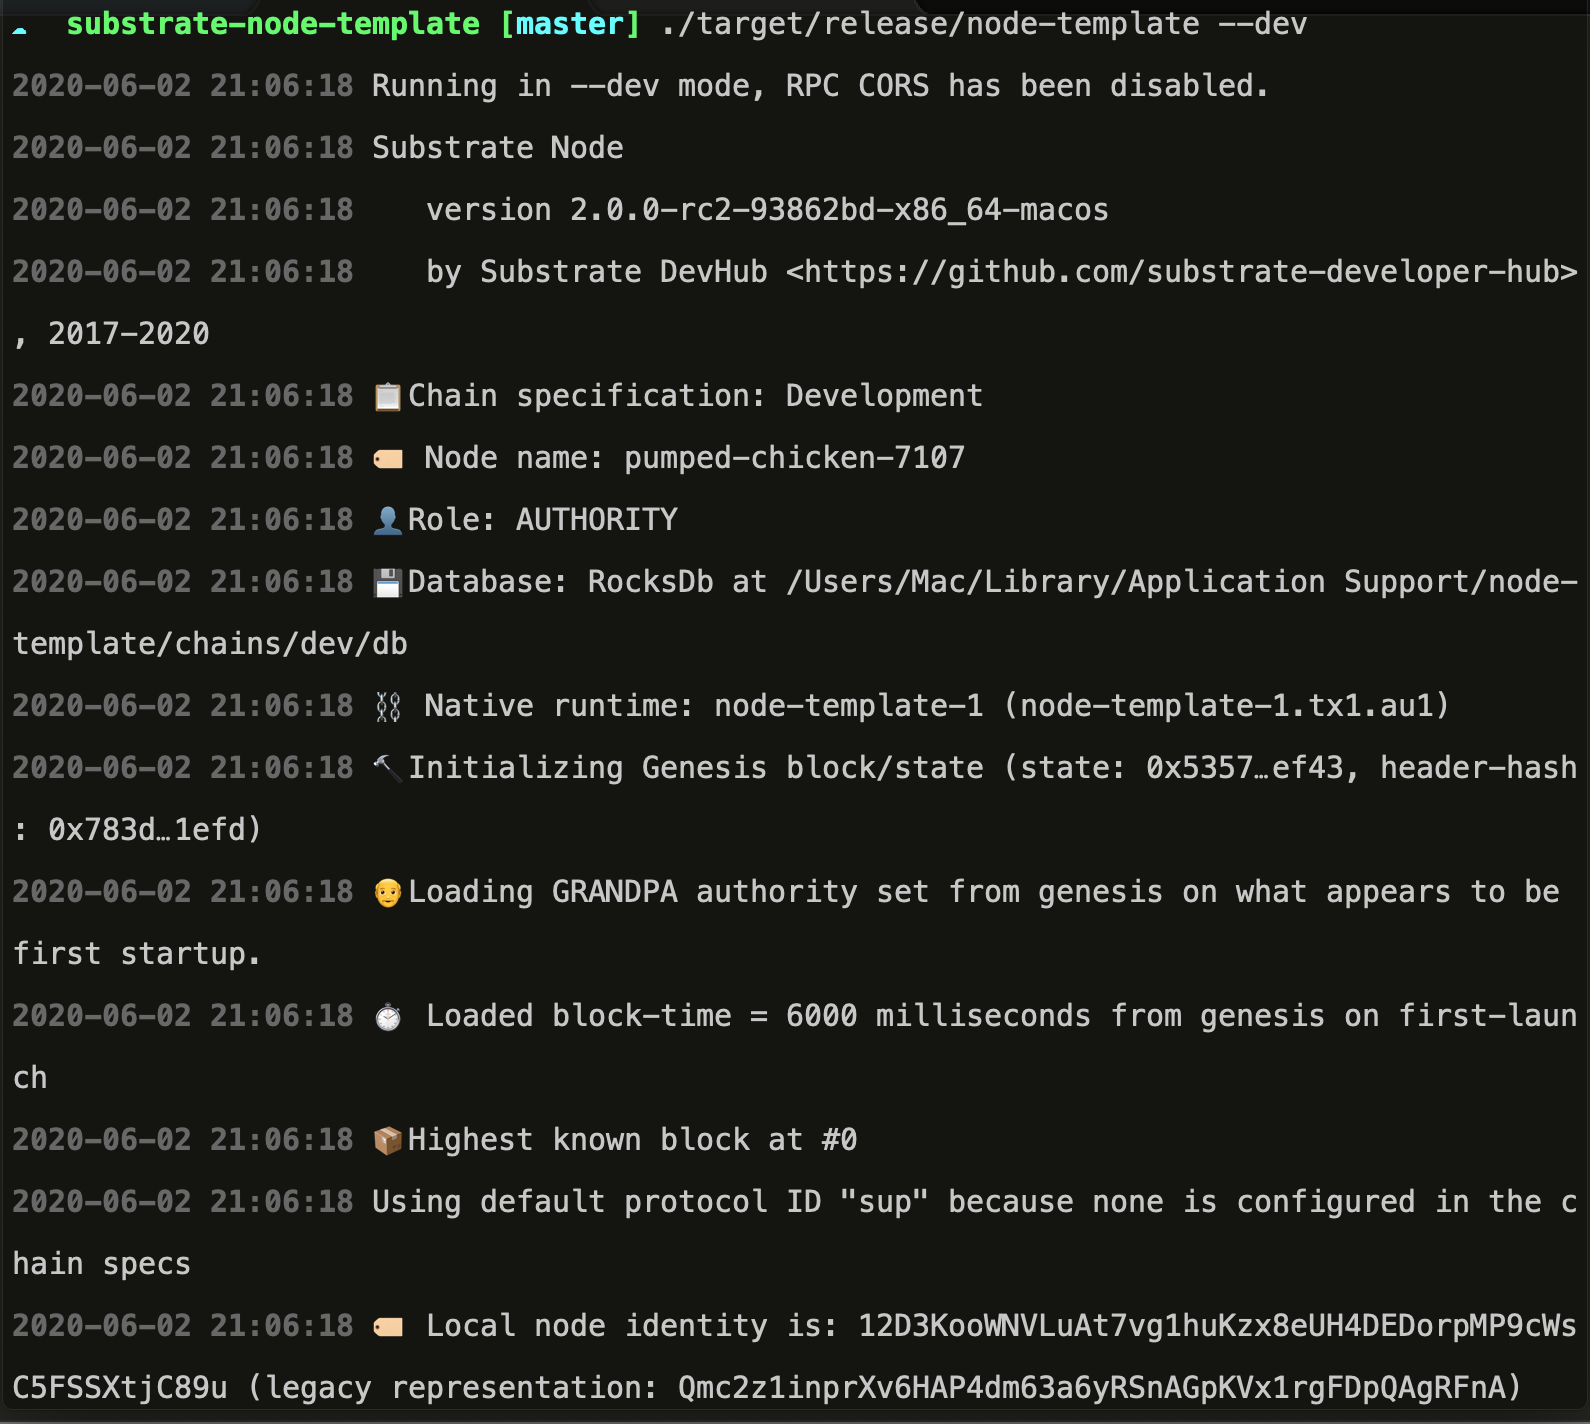 substrate-node-template [master] ./target/release/node-template --dev
2020-06-02 21:06:18 Running in --dev mode, RPC CORS has been disabled.
2020-06-02 21:06:18 Substrate Node
2020-06-02 21:06:18    version 2.0.0-rc2-93862bd-x86_64-macos
2020-06-02 21:06:18    by Substrate DevHub <https://github.com/substrate-developer-hub>
, 2017-2020
2020-06-02 21:06:18 📋Chain specification: Development
2020-06-02 21:06:18 🏷 Node name: pumped-chicken-7107
2020-06-02 21:06:18 👤Role: AUTHORITY
2020-06-02 21:06:18 💾Database: RocksDb at /Users/Mac/Library/Application Support/node-
template/chains/dev/db
2020-06-02 21:06:18 ⛓ Native runtime: node-template-1 (node-template-1.tx1.au1)
2020-06-02 21:06:18 🔨Initializing Genesis block/state (state: 0x5357…ef43, header-hash
: 0x783d…1efd)
2020-06-02 21:06:18 👴Loading GRANDPA authority set from genesis on what appears to be
first startup.
2020-06-02 21:06:18 ⏱ Loaded block-time = 6000 milliseconds from genesis on first-laun
ch
2020-06-02 21:06:18 📦Highest known block at #0
2020-06-02 21:06:18 Using default protocol ID "sup" because none is configured in the c
hain specs
2020-06-02 21:06:18 🏷 Local node identity is: 12D3KooWNVLuAt7vg1huKzx8eUH4DEDorpMP9cWs
C5FSSXtjC89u (legacy representation: Qmc2z1inprXv6HAP4dm63a6yRSnAGpKVx1rgFDpQAgRFnA)